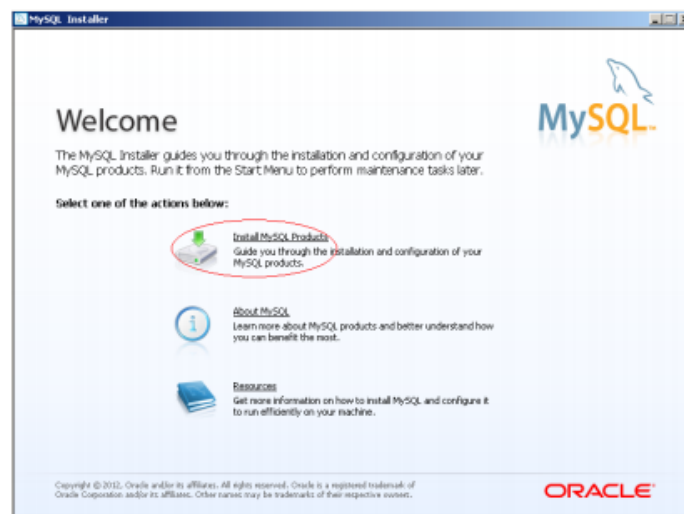 MySQL Installer
MySQL
Welcome
The MySQL Installer guides you through the installation and configuration of your
MySQL products. Run it from the Start Menu to perform maintenance tasks later.
Select one of the actions below:
Install MySQL Products
Guide you through the installation and configuration of your
MySQL products.
About MySQL
Learn more about MySQL products and better understand how
you can benefit the most.
Resources
Get more information on how to install MySQL and configure it
to run efficiently on your machine.
Copyright © 2012, Oracle and/or its affiliates. All rights reserved. Oracle is a registered trademark of
Oracle Corporation and/or its affiliates. Other names may be trademarks of their respective owners.
ORACLE